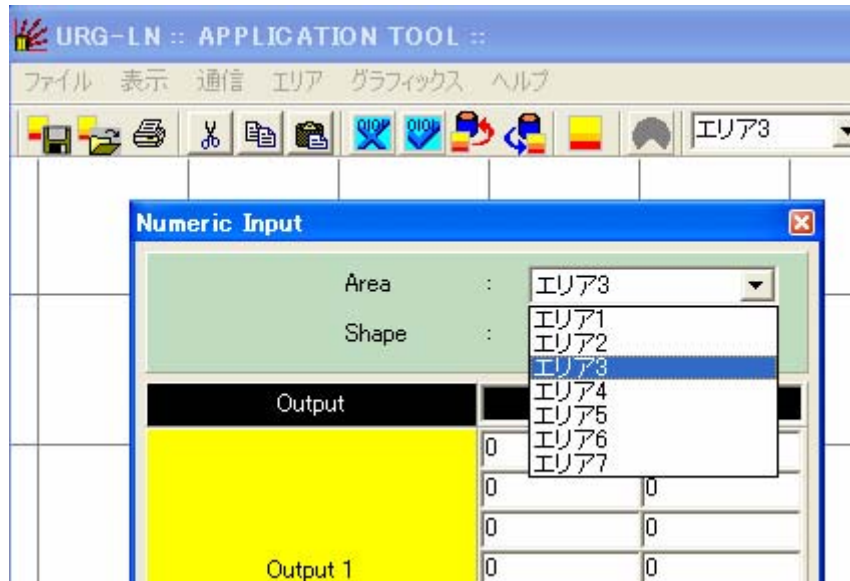 URG-LN :: APPLICATION TOOL ::
ファイル 表示 通信 エリア グラフィックス ヘルプ
エリア3
Numeric Input
Area : エリア3
Shape :
エリア1
エリア2
エリア3
エリア4
エリア5
エリア6
エリア7
Output
0
0 0
0 0
Output 1 0 0